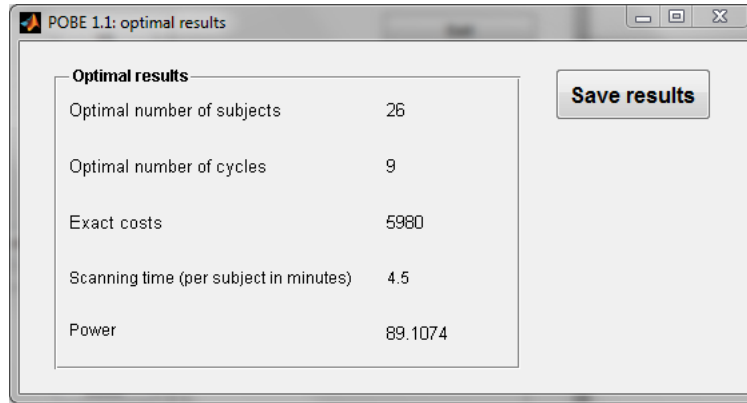 POBE 1.1: optimal results
Optimal results
Save results
Optimal number of subjects 26
Optimal number of cycles 9
Exact costs 5980
Scanning time (per subject in minutes) 4.5
Power 89.1074